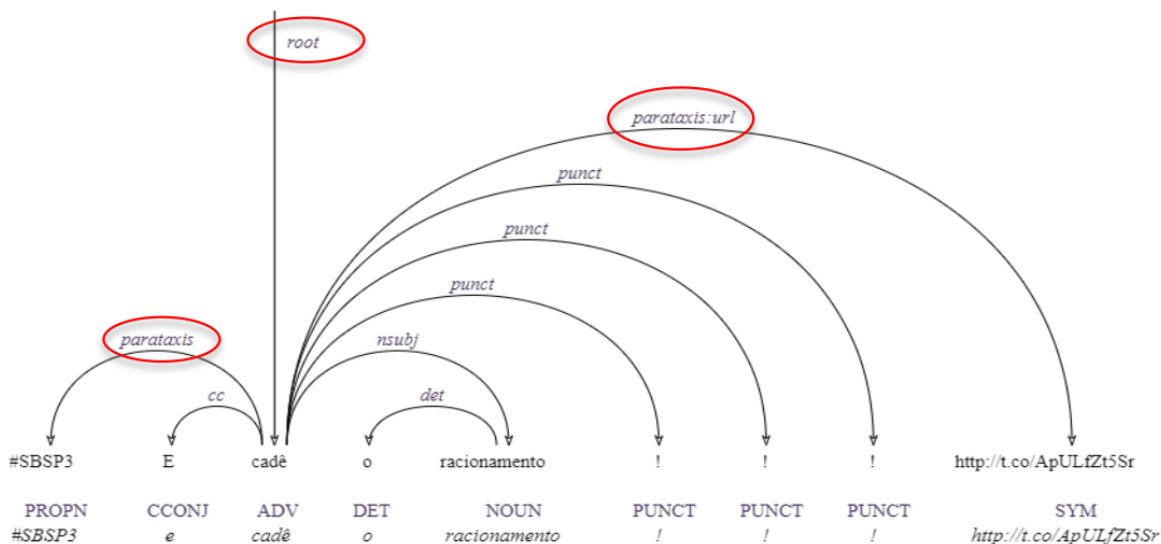 root
parataxis:url
punct
punct
punct
parataxis
nsubj
cc
det
#SBSP3 E cadê o racionamento ! ! ! http://t.co/ApULfZt5Sr
PROPN CCONJ ADV DET NOUN PUNCT PUNCT PUNCT SYM
#SBSP3 e cadê o racionamento ! ! ! http://t.co/ApULfZt5Sr